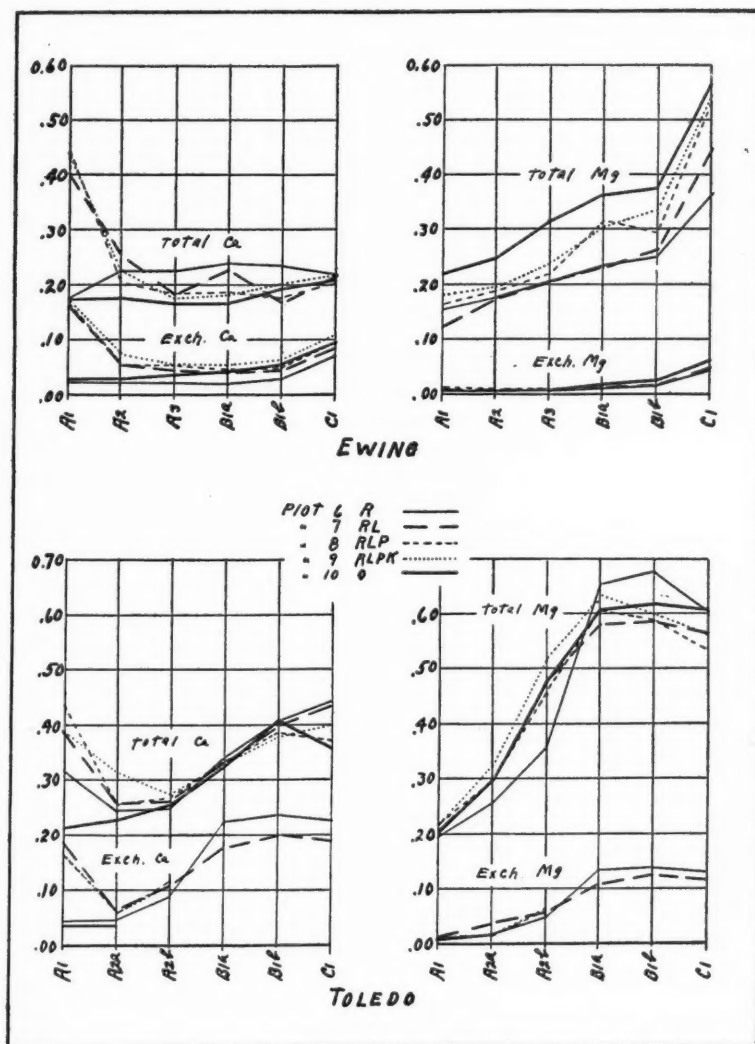 0.60
.50
.40
.30
.20
.10
.00
Total Ca
Exch. Ca
A1
A2
A3
B1a
B1b
C1
0.60
.50
.40
.30
.20
.10
.00
Total Mg
Exch. Mg
A1
A2
A3
B1a
B1b
C1
EWING
PLOT 6 R
" 7 RL
" 8 RLP
" 9 RLPK
" 10 O
0.70
.60
.50
.40
.30
.20
.10
.00
Total Ca
Exch. Ca
A1
A2a
A2b
B1a
B1b
C1
.60
.50
.40
.30
.20
.10
.00
Total Mg
Exch. Mg
A1
A2a
A2b
B1a
B1b
C1
TOLEDO